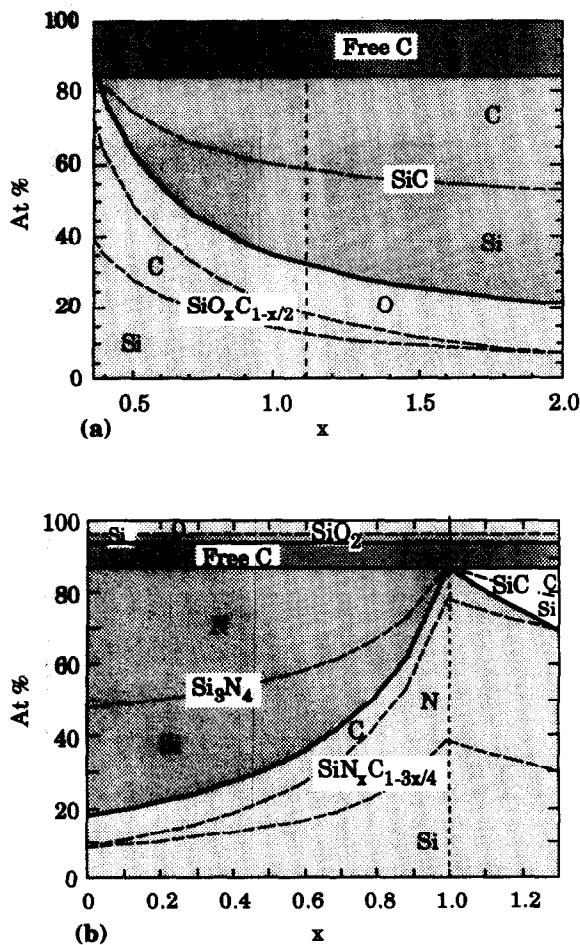 100
Free C
80
C
60
SiC
At %
40
Si
C
O
20
SiOxC1-x/2
Si
0
0.5
1.0
1.5
2.0
(a)
x
100
Si
O
SiO2
Free C
80
SiC
C
Si
N
60
Si3N4
N
At %
C
40
Si
SiNxC1-3x/4
20
Si
0
0
0.2
0.4
0.6
0.8
1.0
1.2
(b)
x